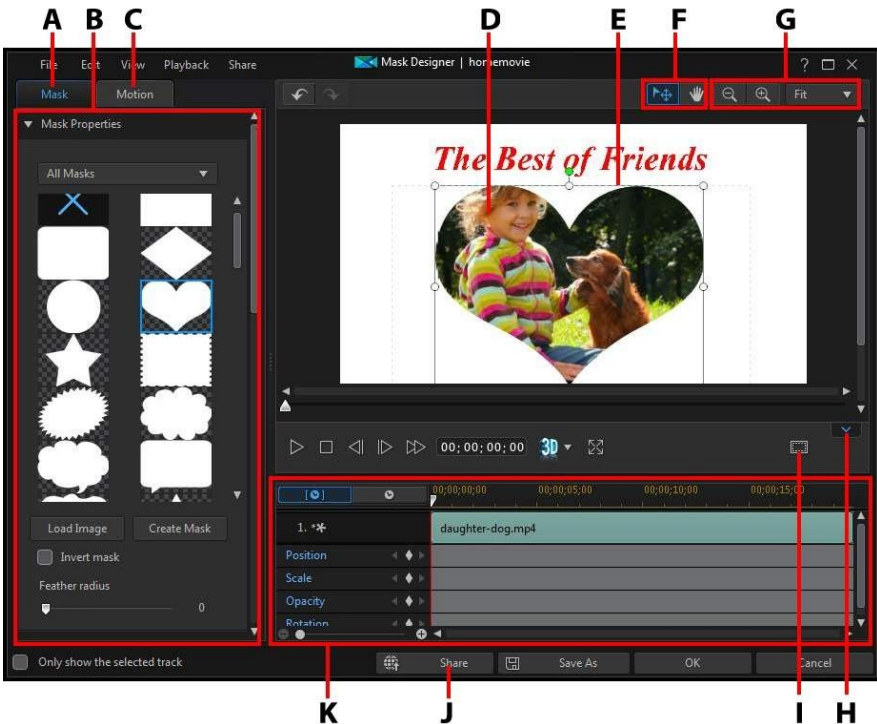 A B C D E F G
File Edit View Playback Share Mask Designer | homemovie ?
Mask Motion
Mask Properties
Fit
All Masks
The Best of Friends
00;00;00;00 3D
00;00;00;00 00;00;05;00 00;00;10;00 00;00;15;00
1. daughter-dog.mp4
Load Image Create Mask
Invert mask
Position
Feather radius
Scale
0
Opacity
Rotation
Only show the selected track Share Save As OK Cancel
K J I H